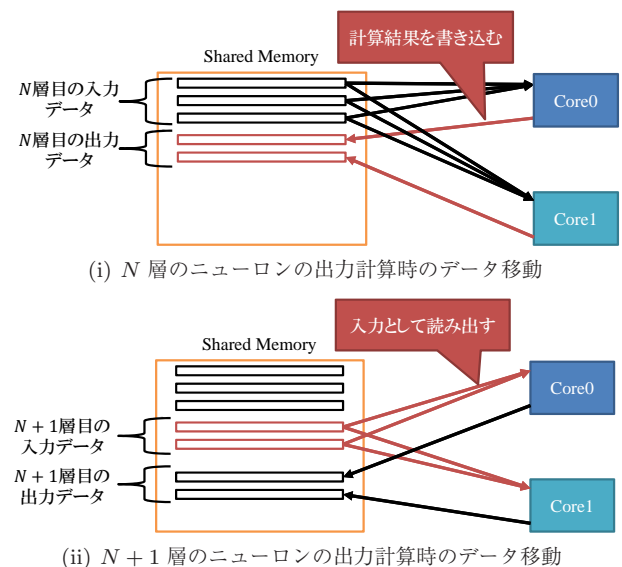 計算結果を書き込む
Shared Memory
N層目の入力
データ
N層目の出力
データ
Core0
Core1
(i) N 層のニューロンの出力計算時のデータ移動
入力として読み出す
Shared Memory
N + 1層目の
入力データ
N + 1層目の
出力データ
Core0
Core1
(ii) N + 1 層のニューロンの出力計算時のデータ移動